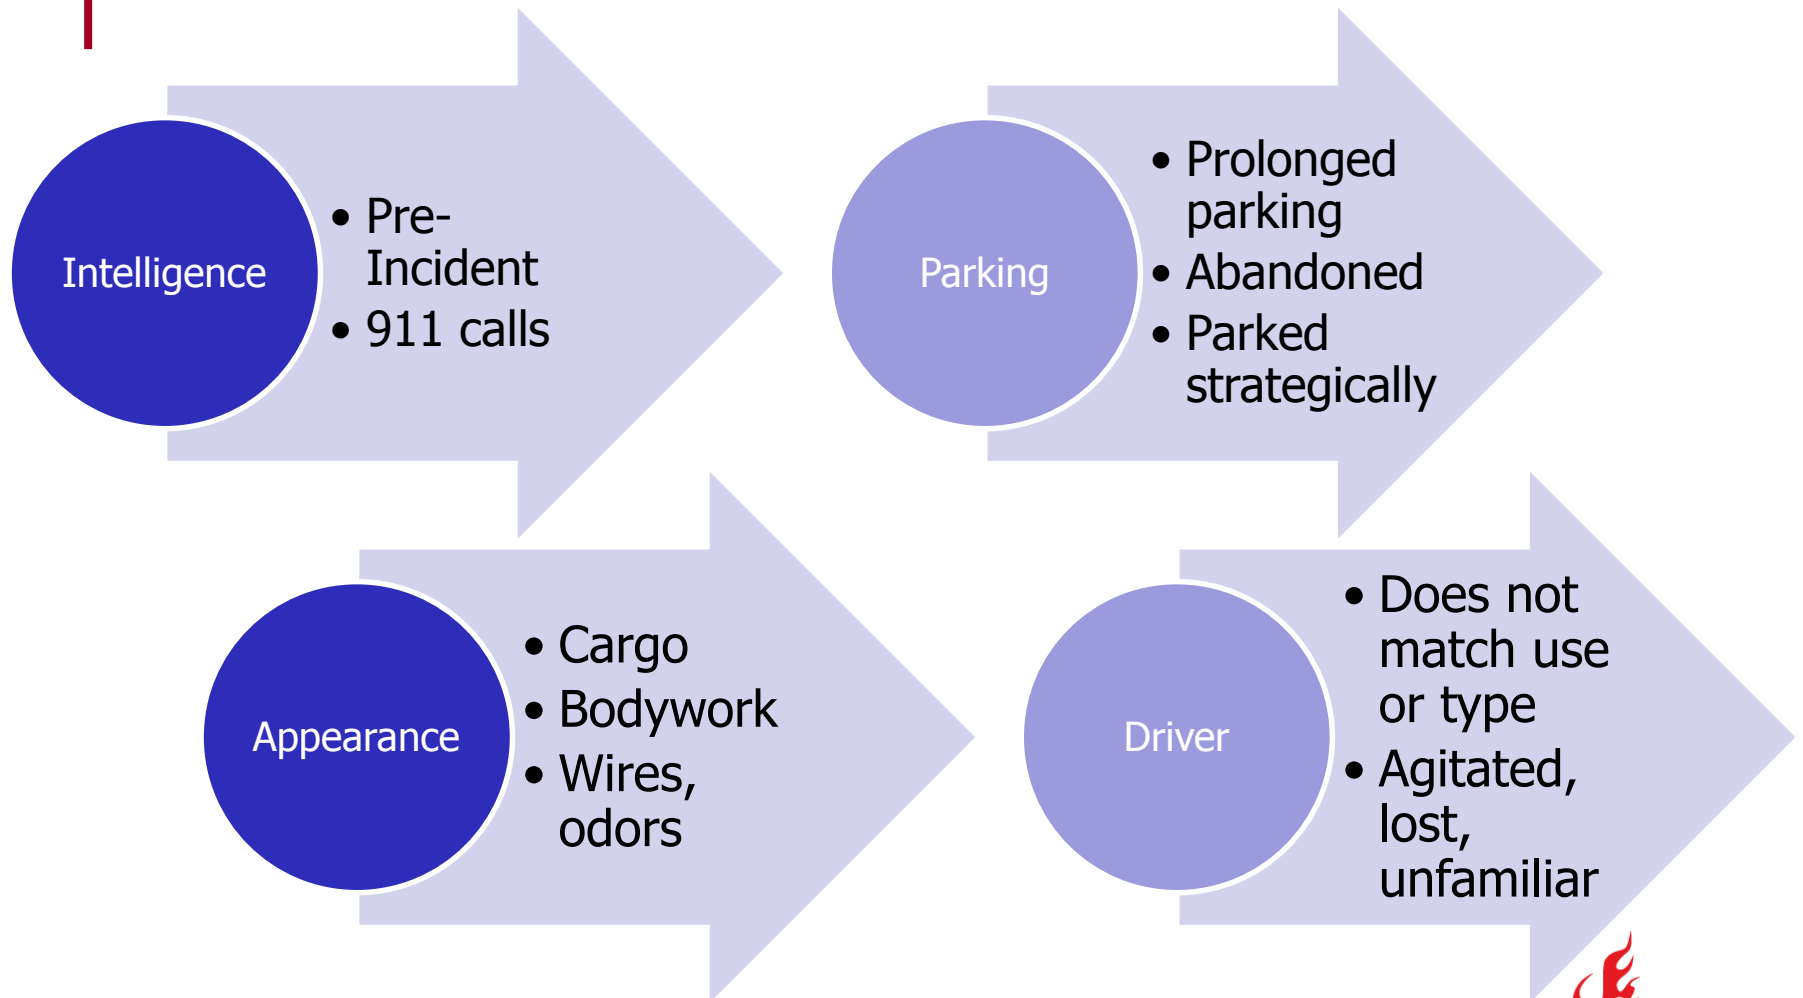 Intelligence
• Pre-
Incident
• 911 calls
Parking
• Prolonged
parking
• Abandoned
• Parked
strategically
Appearance
• Cargo
• Bodywork
• Wires,
odors
Driver
• Does not
match use
or type
• Agitated,
lost,
unfamiliar